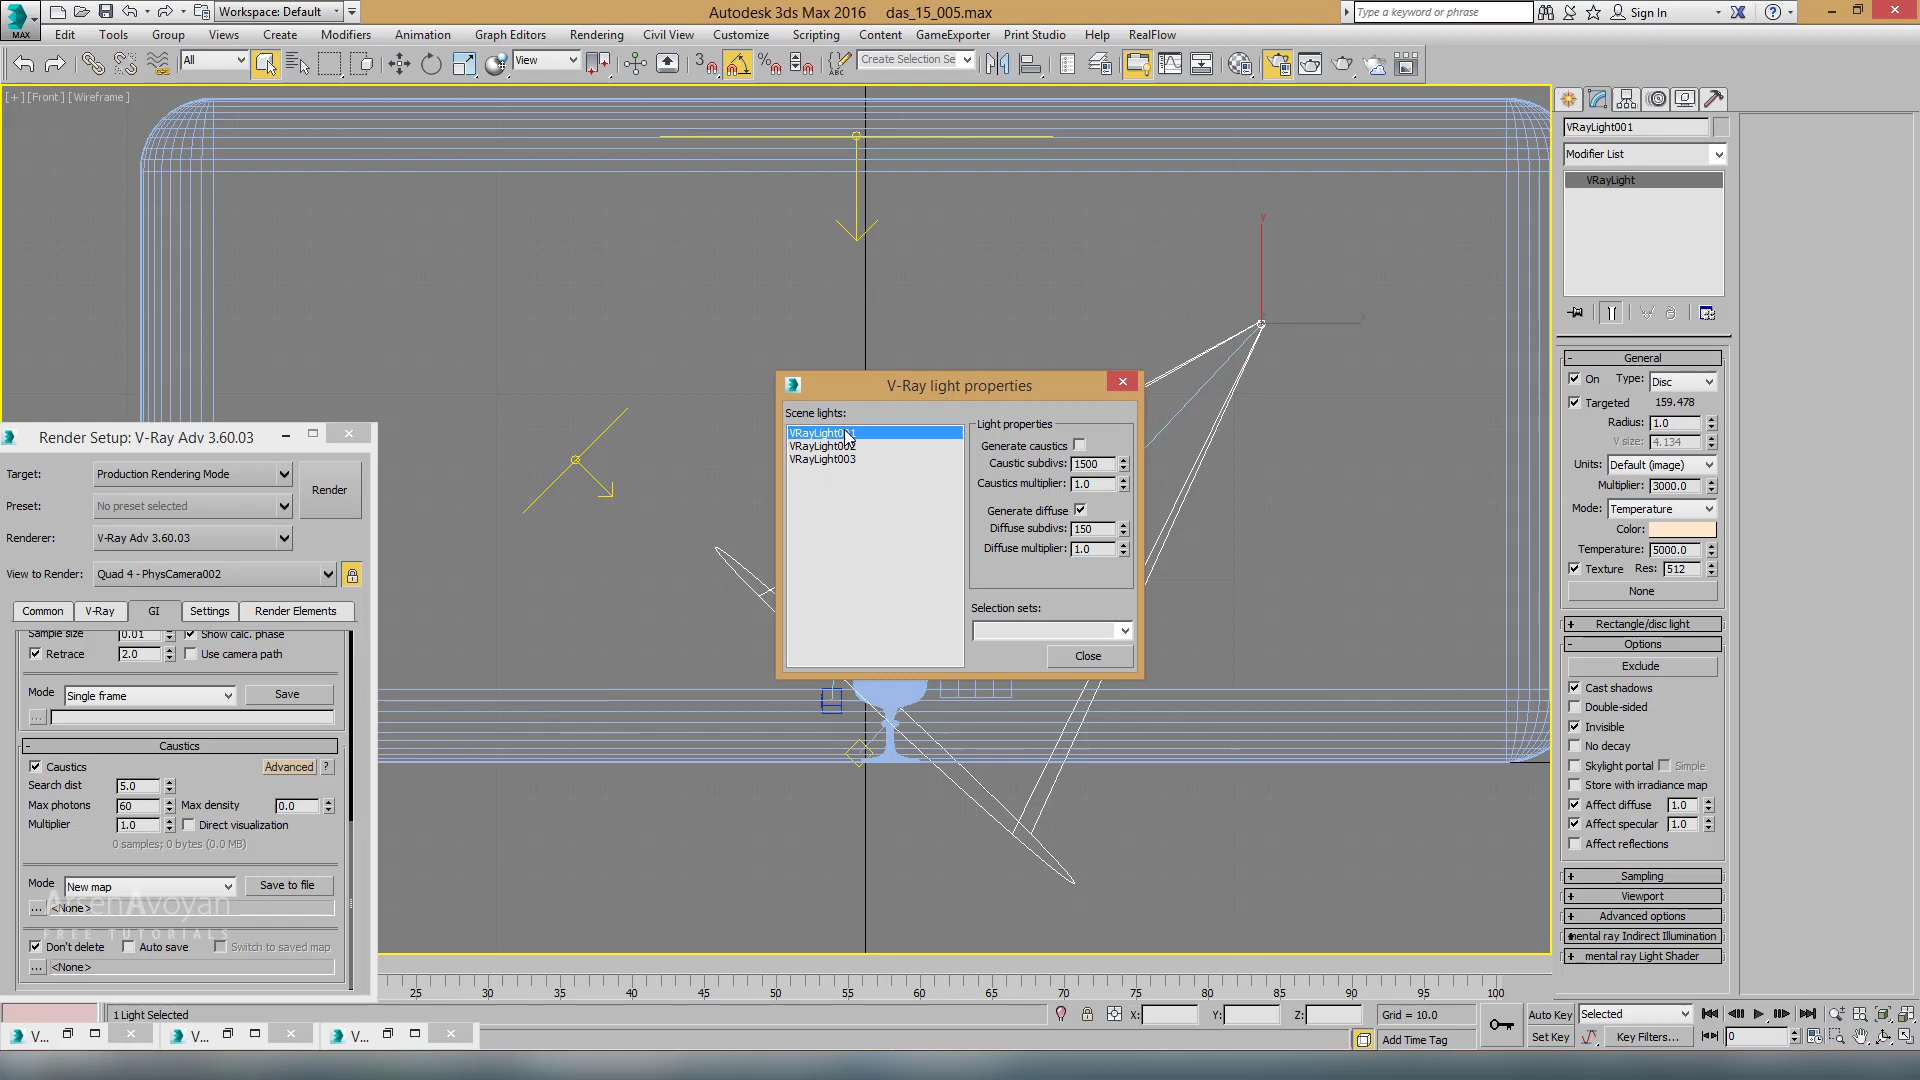 MAX
Workspace: Default
Autodesk 3ds Max 2016 das_15_005.max
Type a keyword or phrase
Sign In
Edit Tools Group Views Create Modifiers Animation Graph Editors Rendering Civil View Customize Scripting Content GameExporter Print Studio Help RealFlow
All
View
3
ABC
Create Selection Se
[+] [Front] [Wireframe]
y
x
VRayLight001
Modifier List
VRayLight
General
On Type: Disc
Targeted 159.478
Radius: 1.0
V size: 4.134
Units: Default (image)
Multiplier: 3000.0
Mode: Temperature
Color:
Temperature: 5000.0
Texture Res: 512
None
Rectangle/disc light
Options
Exclude
Cast shadows
Double-sided
Invisible
No decay
Skylight portal Simple
Store with irradiance map
Affect diffuse 1.0
Affect specular 1.0
Affect reflections
Sampling
Viewport
Advanced options
mental ray Indirect Illumination
mental ray Light Shader
V-Ray light properties
Scene lights:
VRayLight001
VRayLight002
VRayLight003
Light properties
Generate caustics
Caustic subdivs: 1500
Caustics multiplier: 1.0
Generate diffuse
Diffuse subdivs: 150
Diffuse multiplier: 1.0
Selection sets:
Close
Render Setup: V-Ray Adv 3.60.03
Target: Production Rendering Mode
Render
Preset: No preset selected
Renderer: V-Ray Adv 3.60.03
View to Render: Quad 4 - PhysCamera002
Common V-Ray GI Settings Render Elements
Sample size 0.01 Show calc. phase
Retrace 2.0 Use camera path
Mode Single frame Save
...
Caustics
Caustics Advanced ?
Search dist 5.0
Max photons 60 Max density 0.0
Multiplier 1.0 Direct visualization
0 samples; 0 bytes (0.0 MB)
Mode New map Save to file
ArsenAvoyan
... <None>
FREE TUTORIALS
Don't delete Auto save Switch to saved map
... <None>
25 30 35 40 45 50 55 60 65 70 75 80 85 90 95 100
1 Light Selected
X: Y: Z: Grid = 10.0
Auto Key Selected
V... V... V...
Add Time Tag
Set Key Key Filters... 0